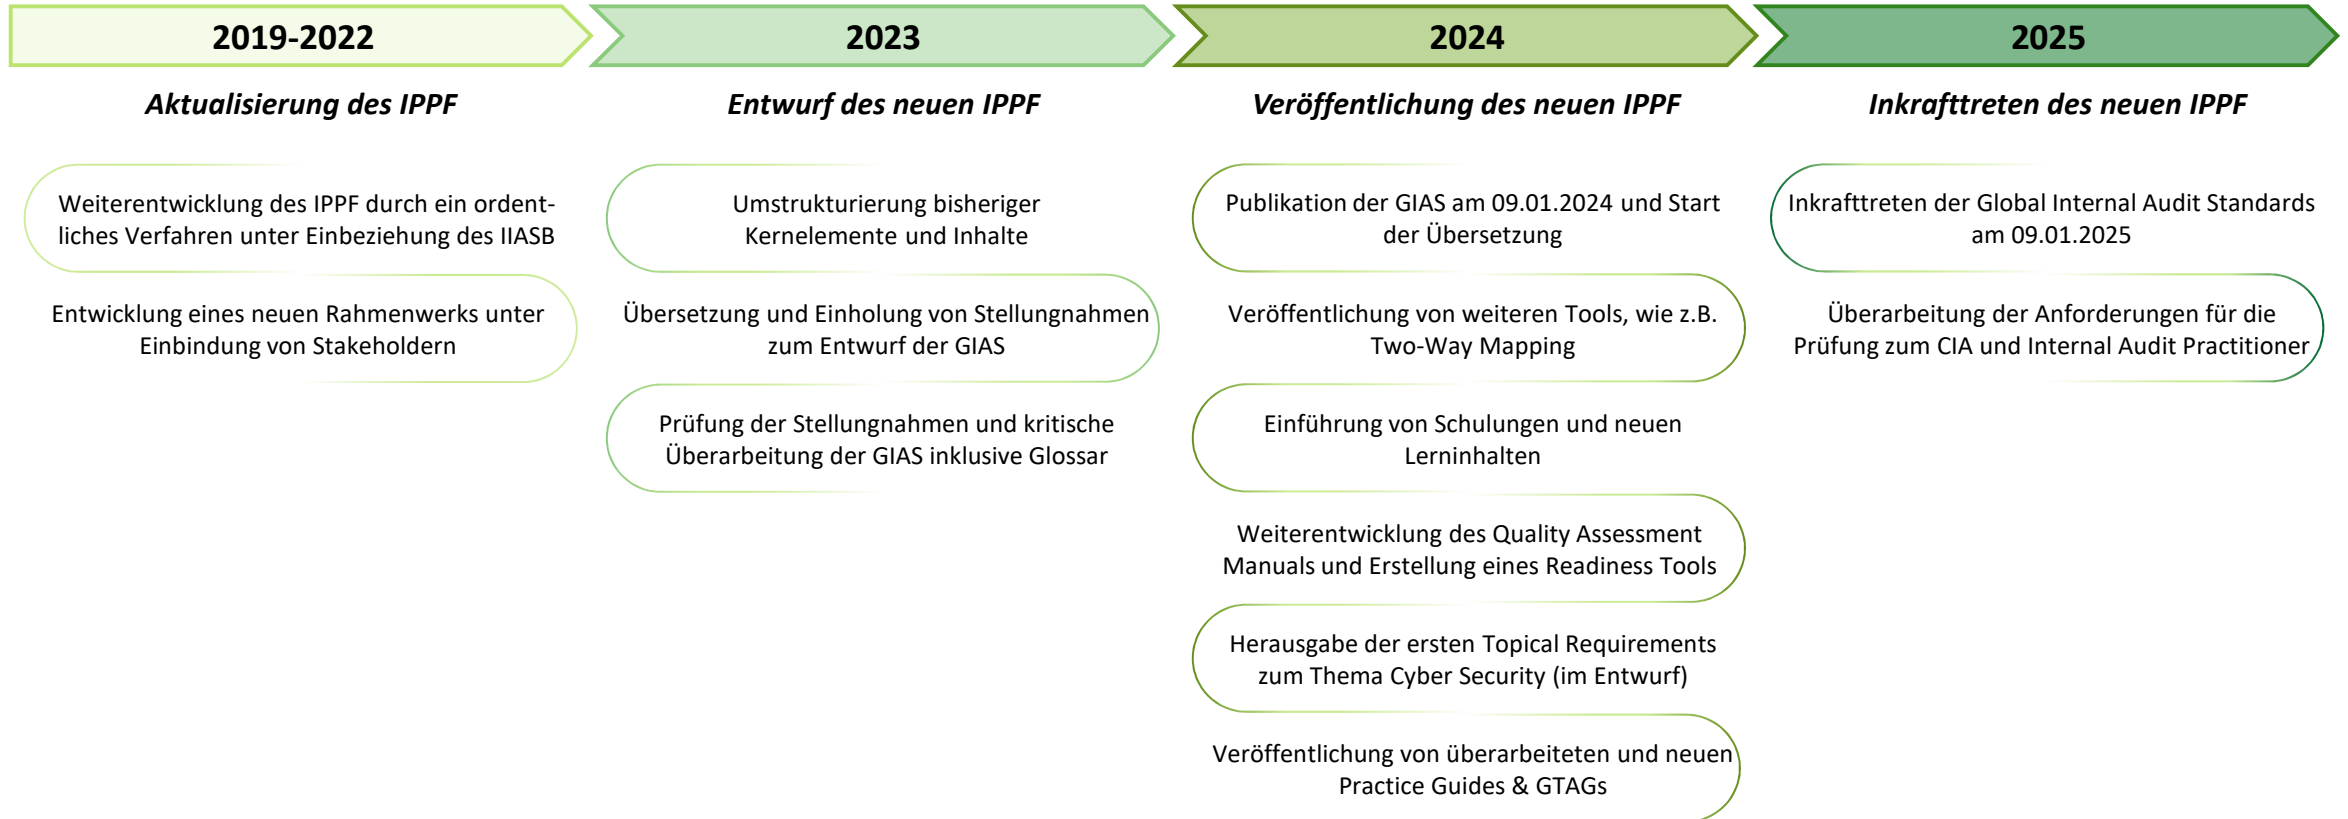 2019-2022
Aktualisierung des IPPF
Weiterentwicklung des IPPF durch ein ordent-
liches Verfahren unter Einbeziehung des IIASB
Entwicklung eines neuen Rahmenwerks unter
Einbindung von Stakeholdern
2023
Entwurf des neuen IPPF
Umstrukturierung bisheriger
Kernelemente und Inhalte
Übersetzung und Einholung von Stellungnahmen
zum Entwurf der GIAS
Prüfung der Stellungnahmen und kritische
Überarbeitung der GIAS inklusive Glossar
2024
Veröffentlichung des neuen IPPF
Publikation der GIAS am 09.01.2024 und Start
der Übersetzung
Veröffentlichung von weiteren Tools, wie z.B.
Two-Way Mapping
Einführung von Schulungen und neuen
Lerninhalten
Weiterentwicklung des Quality Assessment
Manuals und Erstellung eines Readiness Tools
Herausgabe der ersten Topical Requirements
zum Thema Cyber Security (im Entwurf)
Veröffentlichung von überarbeiteten und neuen
Practice Guides & GTAGs
2025
Inkrafttreten des neuen IPPF
Inkrafttreten der Global Internal Audit Standards
am 09.01.2025
Überarbeitung der Anforderungen für die
Prüfung zum CIA und Internal Audit Practitioner